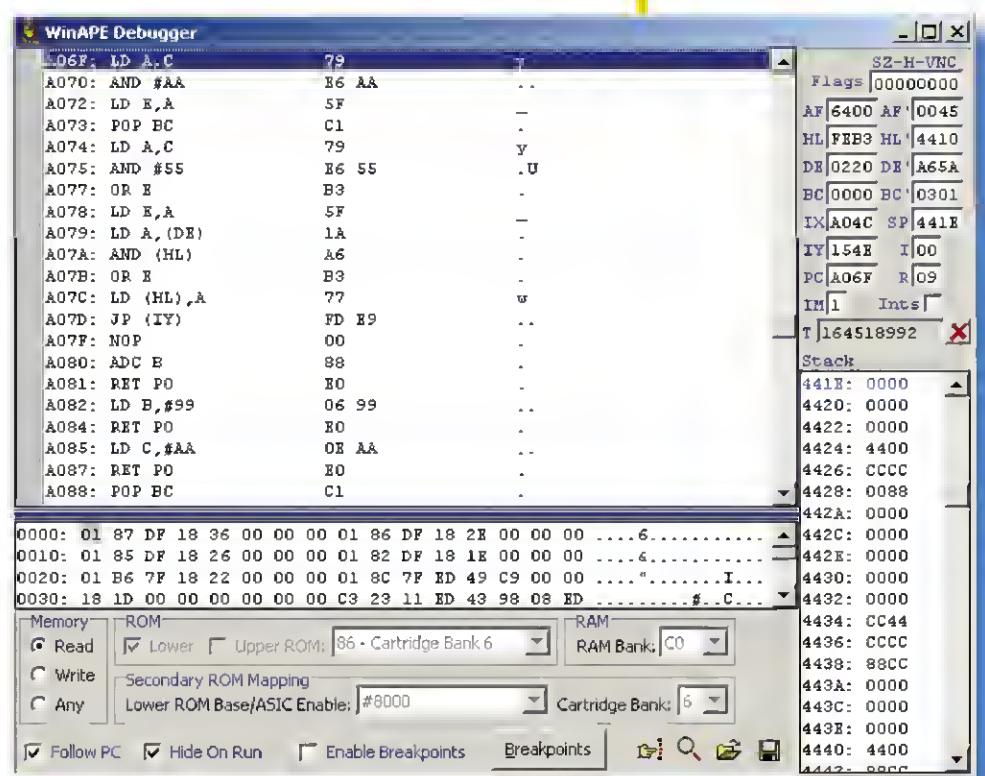 WinAPE Debugger
A06F: LD A,C 79 y
A070: AND #AA E6 AA ..
A072: LD E,A 5F _
A073: POP BC C1 .
A074: LD A,C 79 y
A075: AND #55 E6 55 .U
A077: OR E B3 .
A078: LD E,A 5F _
A079: LD A,(DE) 1A .
A07A: AND (HL) A6 .
A07B: OR E B3 .
A07C: LD (HL),A 77 w
A07D: JP (IY) FD E9 ..
A07F: NOP 00 .
A080: ADC B 88 .
A081: RET PO E0 .
A082: LD B,#99 06 99 ..
A084: RET PO E0 .
A085: LD C,#AA 0E AA ..
A087: RET PO E0 .
A088: POP BC C1 .
SZ-H-VNC
Flags 00000000
AF 6400 AF' 0045
HL FEB3 HL' 4410
DE 0220 DE' A65A
BC 0000 BC' 0301
IX A04C SP 441E
IY 154E I 00
PC A06F R 09
IM 1 Ints
T 164518992
Stack
441E: 0000
4420: 0000
4422: 0000
4424: 4400
4426: CCCC
4428: 0088
442A: 0000
442C: 0000
442E: 0000
4430: 0000
4432: 0000
4434: CC44
4436: CCCC
4438: 88CC
443A: 0000
443C: 0000
443E: 0000
4440: 4400
4442: 88CC
0000: 01 87 DF 18 36 00 00 00 01 86 DF 18 2E 00 00 00 ....6...........
0010: 01 85 DF 18 26 00 00 00 01 82 DF 18 1E 00 00 00 ....&...........
0020: 01 B6 7F 18 22 00 00 00 01 8C 7F ED 49 C9 00 00 ....".......I...
0030: 18 1D 00 00 00 00 00 00 C3 23 11 ED 43 98 08 ED .........#..C...
Memory
Read
Write
Any
ROM
Lower
Upper ROM: 86 - Cartridge Bank 6
RAM
RAM Bank: C0
Secondary ROM Mapping
Lower ROM Base/ASIC Enable: #8000
Cartridge Bank: 6
Follow PC
Hide On Run
Enable Breakpoints
Breakpoints